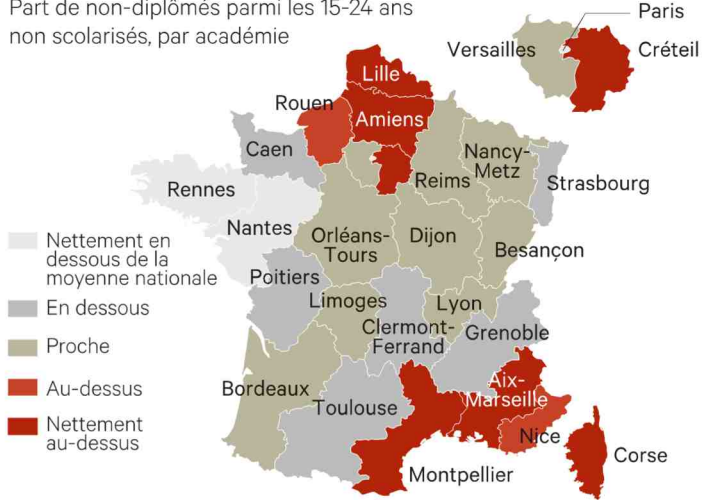 Part de non-diplômés parmi les 15-24 ans
non scolarisés, par académie
Paris
Versailles
Créteil
Lille
Rouen
Amiens
Caen
Nancy-
Metz
Reims
Strasbourg
Rennes
Nantes
Orléans-
Tours
Dijon
Besançon
Poitiers
Limoges
Lyon
Clermont-
Ferrand
Grenoble
Bordeaux
Toulouse
Aix-
Marseille
Nice
Montpellier
Corse
Nettement en
dessous de la
moyenne nationale
En dessous
Proche
Au-dessus
Nettement
au-dessus